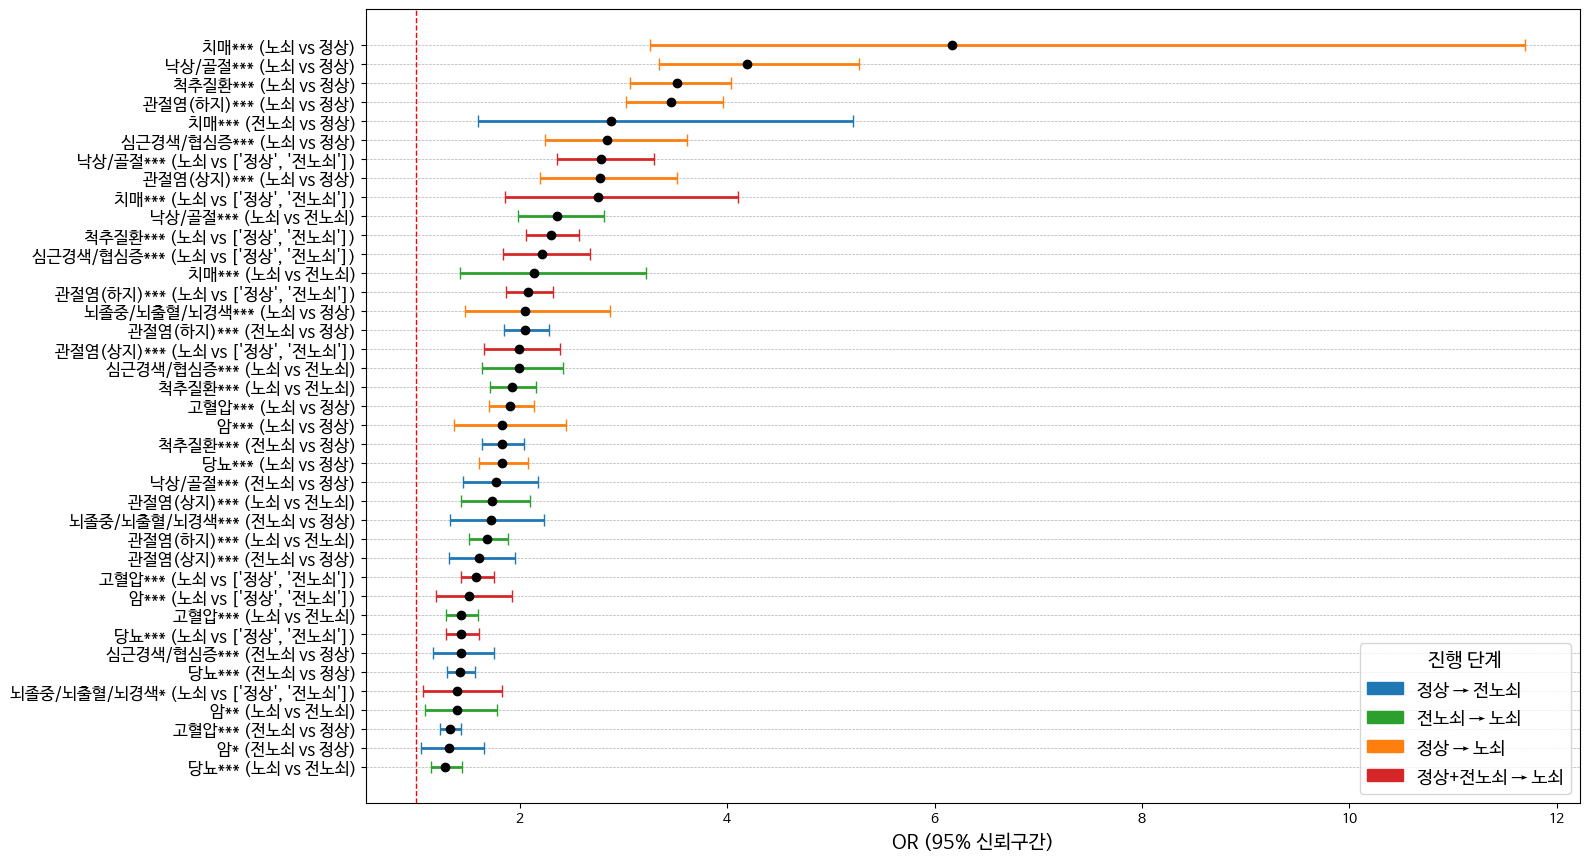 치매*** (노쇠 vs 정상)
낙상/골절*** (노쇠 vs 정상)
척추질환*** (노쇠 vs 정상)
관절염(하지)*** (노쇠 vs 정상)
치매*** (전노쇠 vs 정상)
심근경색/협심증*** (노쇠 vs 정상)
낙상/골절*** (노쇠 vs ['정상', '전노쇠'])
관절염(상지)*** (노쇠 vs 정상)
치매*** (노쇠 vs ['정상', '전노쇠'])
낙상/골절*** (노쇠 vs 전노쇠)
척추질환*** (노쇠 vs ['정상', '전노쇠'])
심근경색/협심증*** (노쇠 vs ['정상', '전노쇠'])
치매*** (노쇠 vs 전노쇠)
관절염(하지)*** (노쇠 vs ['정상', '전노쇠'])
뇌졸중/뇌출혈/뇌경색*** (노쇠 vs 정상)
관절염(하지)*** (전노쇠 vs 정상)
관절염(상지)*** (노쇠 vs ['정상', '전노쇠'])
심근경색/협심증*** (노쇠 vs 전노쇠)
척추질환*** (노쇠 vs 전노쇠)
고혈압*** (노쇠 vs 정상)
암*** (노쇠 vs 정상)
척추질환*** (전노쇠 vs 정상)
당뇨*** (노쇠 vs 정상)
낙상/골절*** (전노쇠 vs 정상)
관절염(상지)*** (노쇠 vs 전노쇠)
뇌졸중/뇌출혈/뇌경색*** (전노쇠 vs 정상)
관절염(하지)*** (노쇠 vs 전노쇠)
관절염(상지)*** (전노쇠 vs 정상)
고혈압*** (노쇠 vs ['정상', '전노쇠'])
암*** (노쇠 vs ['정상', '전노쇠'])
고혈압*** (노쇠 vs 전노쇠)
당뇨*** (노쇠 vs ['정상', '전노쇠'])
심근경색/협심증*** (전노쇠 vs 정상)
당뇨*** (전노쇠 vs 정상)
뇌졸중/뇌출혈/뇌경색* (노쇠 vs ['정상', '전노쇠'])
암** (노쇠 vs 전노쇠)
고혈압*** (전노쇠 vs 정상)
암* (전노쇠 vs 정상)
당뇨*** (노쇠 vs 전노쇠)
진행 단계
정상 → 전노쇠
전노쇠 → 노쇠
정상 → 노쇠
정상+전노쇠 → 노쇠
2 4 6 8 10 12
OR (95% 신뢰구간)